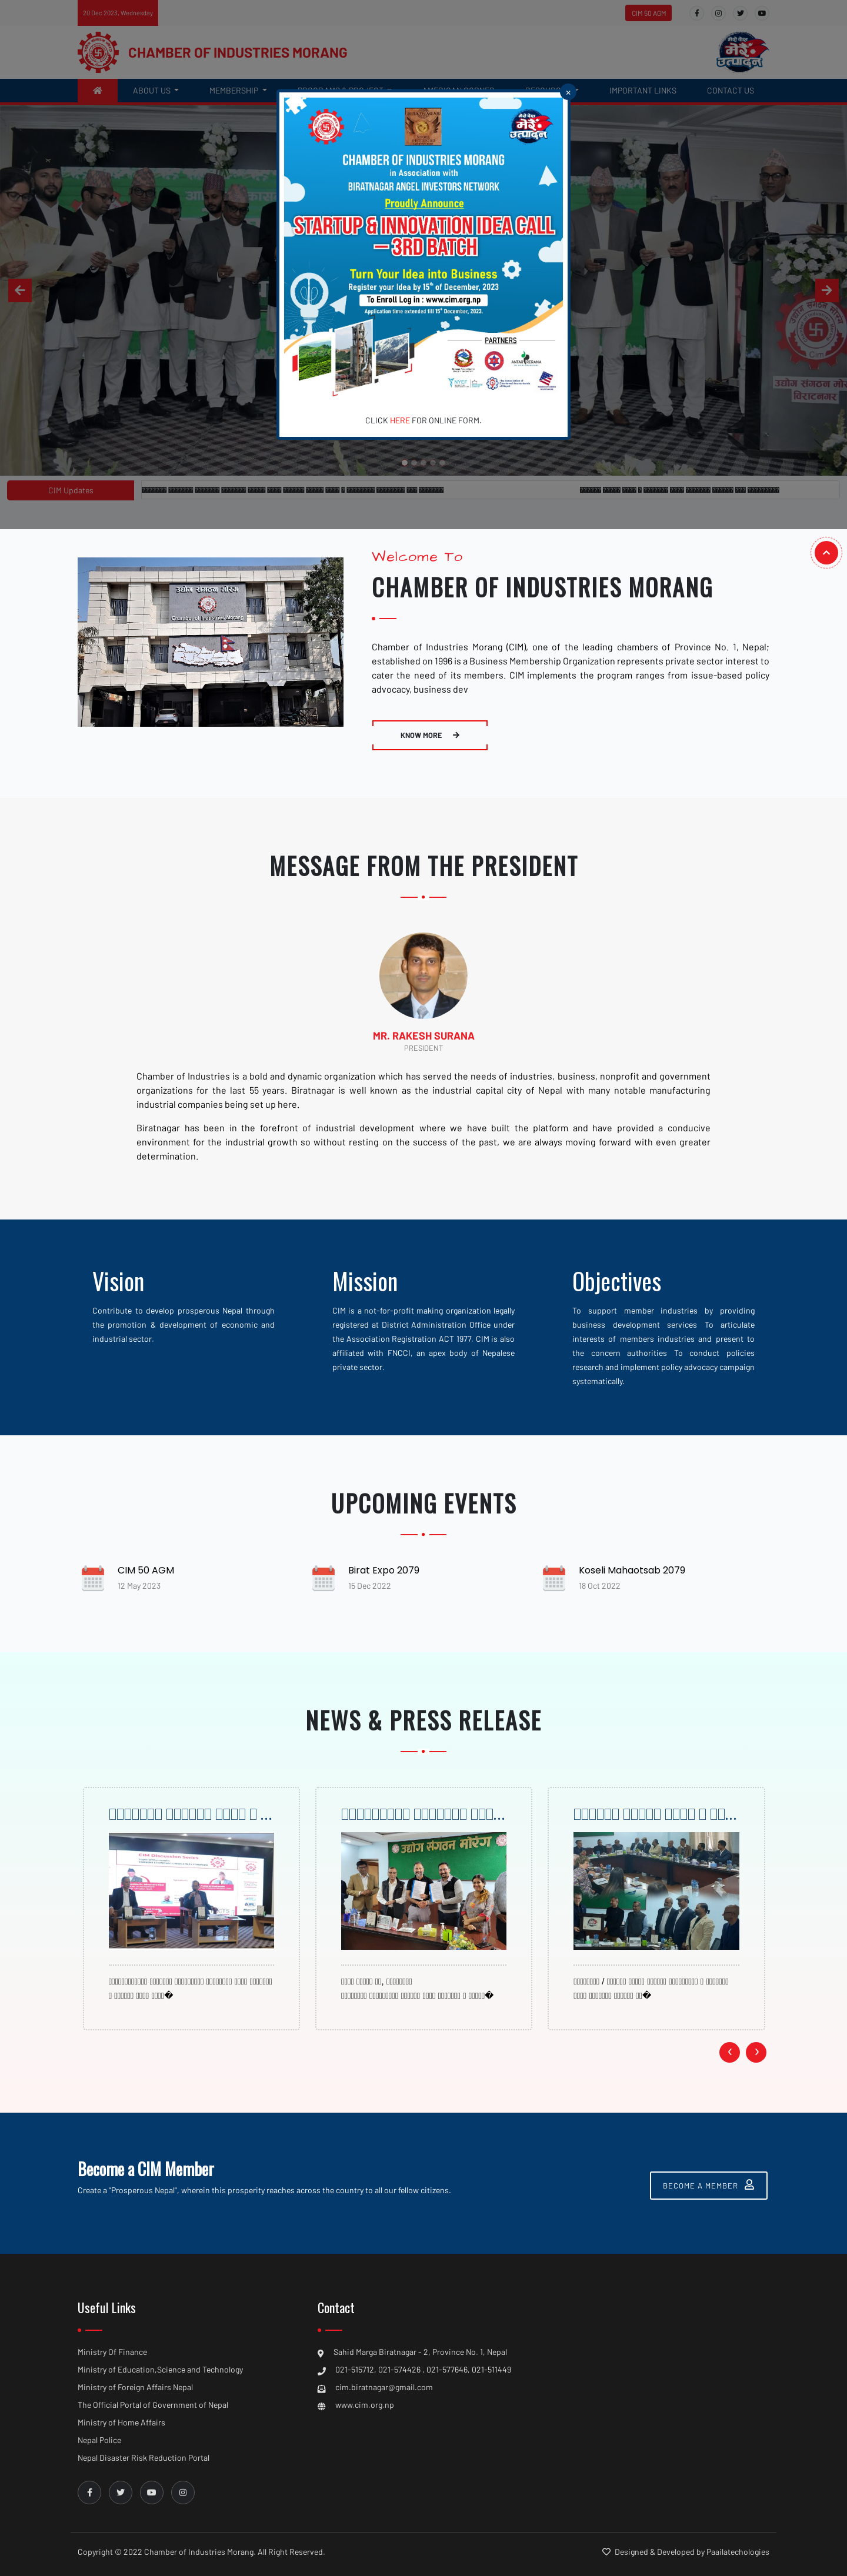 20 Dec 2023, Wednesday
CIM 50 AGM
CHAMBER OF INDUSTRIES MORANG
ABOUT US
MEMBERSHIP
IMPORTANT LINKS
CONTACT US
×
CHAMBER OF INDUSTRIES MORANG
in Association with
BIRATNAGAR ANGEL INVESTORS NETWORK
Proudly Announce
STARTUP & INNOVATION IDEA CALL
— 3RD BATCH
Turn Your Idea into Business
Register your Idea by 15th of December, 2023
To Enroll Log in : www.cim.org.np
Application time extended till 15th December, 2023.
PARTNERS
CLICK HERE FOR ONLINE FORM.
उद्योग संगठन मोरङ
विराटनगर
CIM Updates
Welcome To
CHAMBER OF INDUSTRIES MORANG
उद्योग संगठन मोरङ
Chamber of Industries Morang
Chamber of Industries Morang (CIM), one of the leading chambers of Province No. 1, Nepal;
established on 1996 is a Business Membership Organization represents private sector interest to
cater the need of its members. CIM implements the program ranges from issue-based policy
advocacy, business dev
KNOW MORE
MESSAGE FROM THE PRESIDENT
MR. RAKESH SURANA
PRESIDENT
Chamber of Industries is a bold and dynamic organization which has served the needs of industries, business, nonprofit and government
organizations for the last 55 years. Biratnagar is well known as the industrial capital city of Nepal with many notable manufacturing
industrial companies being set up here.
Biratnagar has been in the forefront of industrial development where we have built the platform and have provided a conducive
environment for the industrial growth so without resting on the success of the past, we are always moving forward with even greater
determination.
Vision
Contribute to develop prosperous Nepal through
the promotion & development of economic and
industrial sector.
Mission
CIM is a not-for-profit making organization legally
registered at District Administration Office under
the Association Registration ACT 1977. CIM is also
affiliated with FNCCI, an apex body of Nepalese
private sector.
Objectives
To support member industries by providing
business development services To articulate
interests of members industries and present to
the concern authorities To conduct policies
research and implement policy advocacy campaign
systematically.
UPCOMING EVENTS
CIM 50 AGM
12 May 2023
Birat Expo 2079
15 Dec 2022
Koseli Mahaotsab 2079
18 Oct 2022
NEWS & PRESS RELEASE
CIM Discussion Series
उद्योग संगठन मोरंग
Become a CIM Member
Create a "Prosperous Nepal", wherein this prosperity reaches across the country to all our fellow citizens.
BECOME A MEMBER
Useful Links
Ministry Of Finance
Ministry of Education,Science and Technology
Ministry of Foreign Affairs Nepal
The Official Portal of Government of Nepal
Ministry of Home Affairs
Nepal Police
Nepal Disaster Risk Reduction Portal
Contact
Sahid Marga Biratnagar - 2, Province No. 1, Nepal
021-515712, 021-574426 , 021-577646, 021-511449
cim.biratnagar@gmail.com
www.cim.org.np
Copyright © 2022 Chamber of Industries Morang. All Right Reserved.
Designed & Developed by Paailatechologies